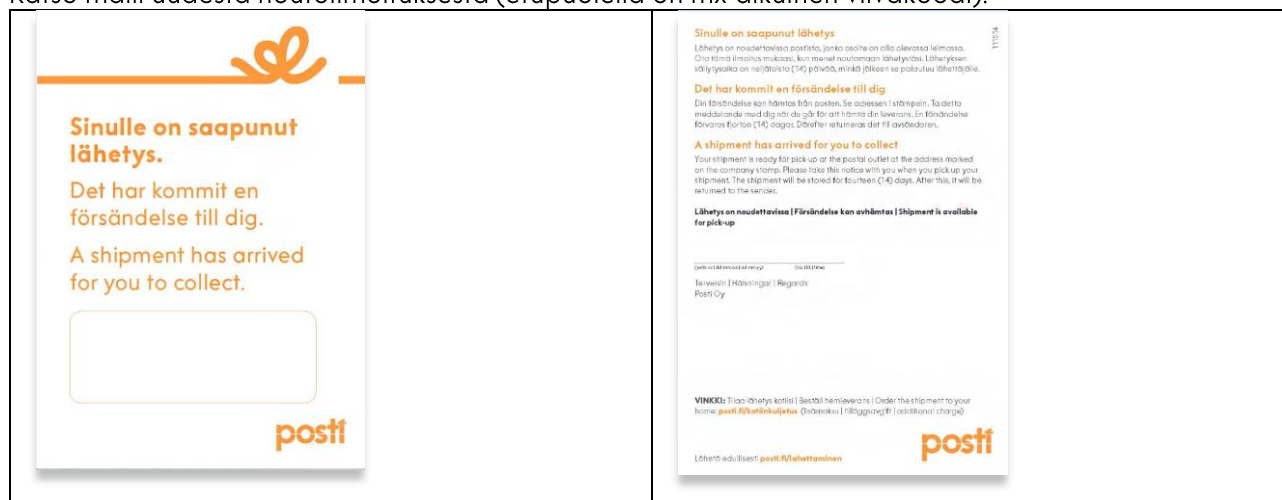 Sinulle on saapunut
lähetys.
Det har kommit en
försändelse till dig.
A shipment has arrived
for you to collect.
posti
111514
Sinulle on saapunut lähetys
Lähetys on noudettavissa postista, jonka osoite on alla olevassa leimassa.
Ota tämä ilmoitus mukaasi, kun menet noutamaan lähetystäsi. Lähetyksen
säilytysaika on neljätoista (14) päivää, minkä jälkeen se palautuu lähettäjälle.
Det har kommit en försändelse till dig
Din försändelse kan hämtas från posten. Se adressen i stämpeln. Ta detta
meddelande med dig när du går för att hämta din leverans. En försändelse
förvaras fjorton (14) dagar. Därefter returneras det till avsändaren.
A shipment has arrived for you to collect
Your shipment is ready for pick-up at the postal outlet at the address marked
on the company stamp. Please take this notice with you when you pick up your
shipment. The shipment will be stored for fourteen (14) days. After this, it will be
returned to the sender.
Lähetys on noudettavissa | Försändelse kan avhämtas | Shipment is available
for pick-up
Terveisin | Hälsningar | Regards
Posti Oy
VINKKI: Tilaa lähetys kotiisi | Beställ hemleverans | Order the shipment to your
home: posti.fi/kotiinkuljetus (lisämaksu | tilläggsavgift | additional charge)
Lähetä edullisesti posti.fi/lahettaminen
posti